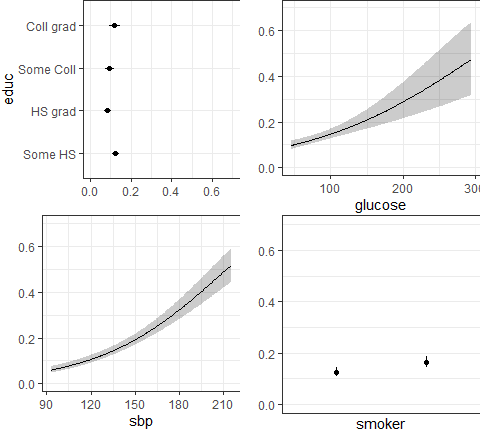 educ
Coll grad
Some Coll
HS grad
Some HS
0.0 0.2 0.4 0.6
0.6
0.4
0.2
0.0
100 200 300
glucose
0.6
0.4
0.2
0.0
90 120 150 180 210
sbp
0.6
0.4
0.2
0.0
smoker